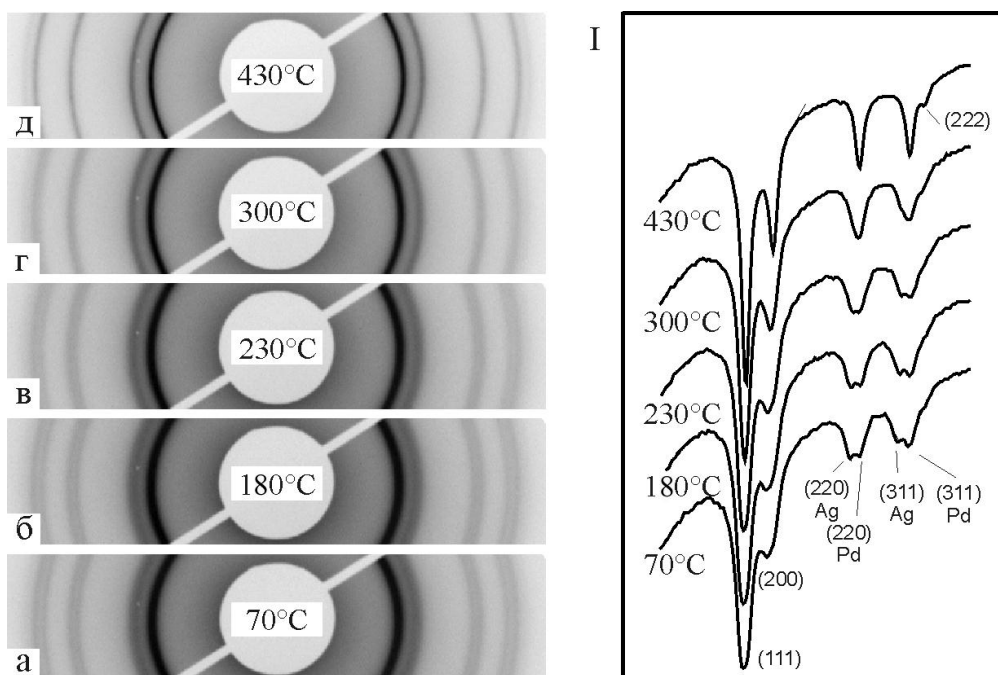 430°C
д
300°C
г
230°C
в
180°C
б
70°C
а
I
(222)
430°C
300°C
230°C
180°C
70°C
(220)
Ag
(220)
Pd
(311)
Ag
(311)
Pd
(200)
(111)